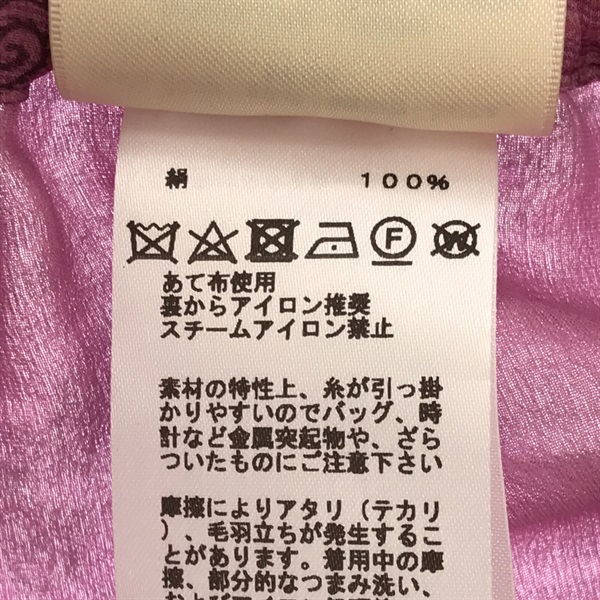 絹 100%
F W
あて布使用
裏からアイロン推奨
スチームアイロン禁止
素材の特性上、糸が引っ掛
かりやすいのでバッグ、時
計など金属突起物や、ざら
ついたものにご注意下さい
摩擦によりアタリ（テカリ
）、毛羽立ちが発生するこ
とがあります。着用中の摩
擦、部分的なつまみ洗い、